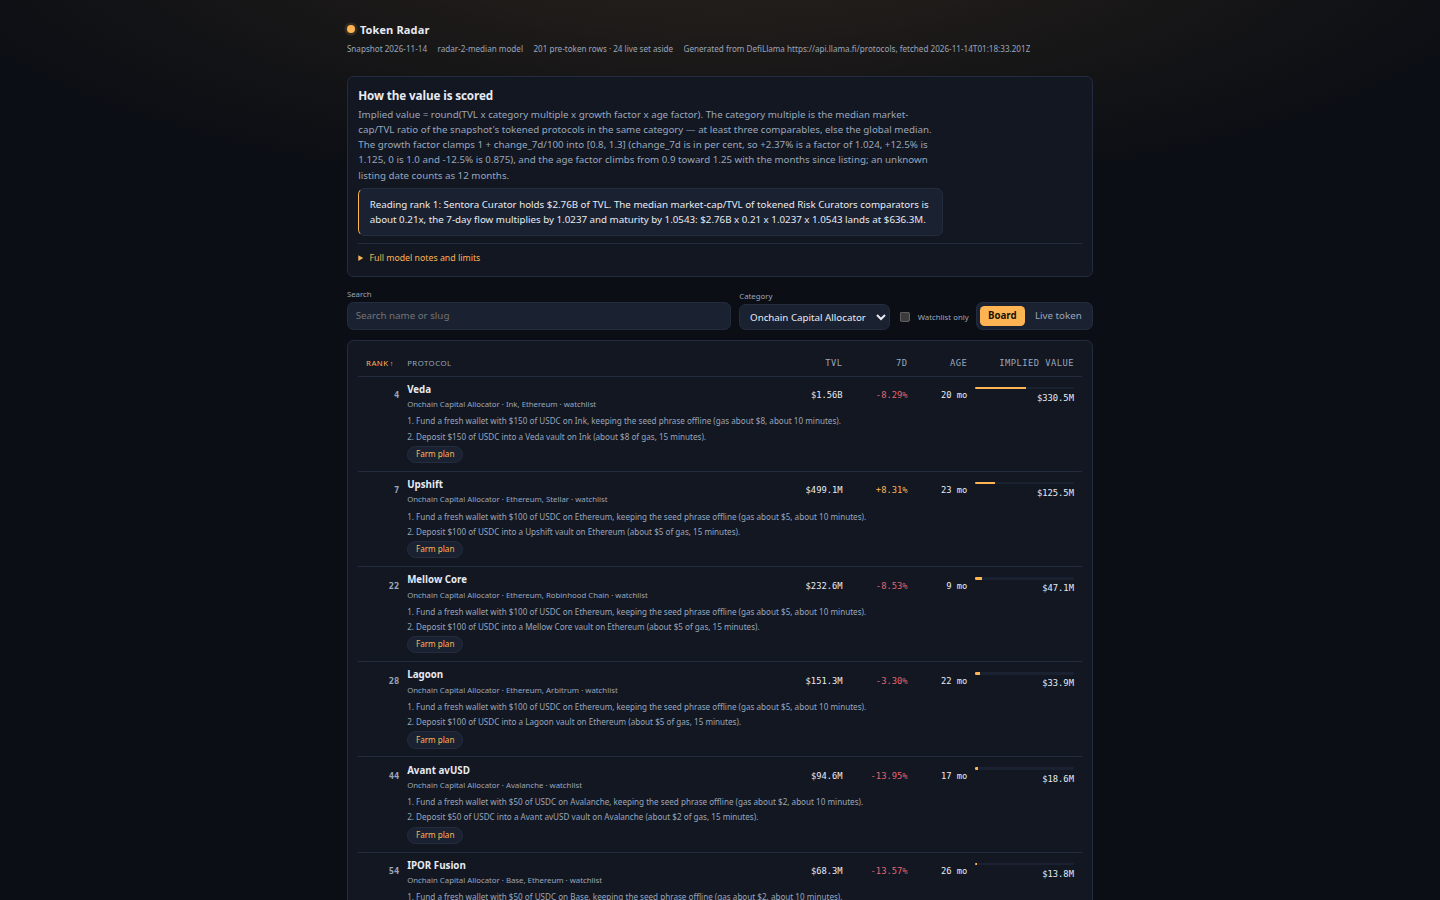 Token Radar
Snapshot 2026-11-14 radar-2-median model 201 pre-token rows · 24 live set aside Generated from DefiLlama https://api.llama.fi/protocols, fetched 2026-11-14T01:18:33.201Z
How the value is scored
Implied value = round(TVL x category multiple x growth factor x age factor). The category multiple is the median market-
cap/TVL ratio of the snapshot's tokened protocols in the same category — at least three comparables, else the global median.
The growth factor clamps 1 + change_7d/100 into [0.8, 1.3] (change_7d is in per cent, so +2.37% is a factor of 1.024, +12.5% is
1.125, 0 is 1.0 and -12.5% is 0.875), and the age factor climbs from 0.9 toward 1.25 with the months since listing; an unknown
listing date counts as 12 months.
Reading rank 1: Sentora Curator holds $2.76B of TVL. The median market-cap/TVL of tokened Risk Curators comparators is
about 0.21x, the 7-day flow multiplies by 1.0237 and maturity by 1.0543: $2.76B x 0.21 x 1.0237 x 1.0543 lands at $636.3M.
▶ Full model notes and limits
Search
Category
Search name or slug
Onchain Capital Allocator
Watchlist only
Board
Live token
RANK↑ PROTOCOL TVL 7D AGE IMPLIED VALUE
4 Veda $1.56B -8.29% 20 mo $330.5M
Onchain Capital Allocator · Ink, Ethereum · watchlist
1. Fund a fresh wallet with $150 of USDC on Ink, keeping the seed phrase offline (gas about $8, about 10 minutes).
2. Deposit $150 of USDC into a Veda vault on Ink (about $8 of gas, 15 minutes).
Farm plan
7 Upshift $499.1M +8.31% 23 mo $125.5M
Onchain Capital Allocator · Ethereum, Stellar · watchlist
1. Fund a fresh wallet with $100 of USDC on Ethereum, keeping the seed phrase offline (gas about $5, about 10 minutes).
2. Deposit $100 of USDC into a Upshift vault on Ethereum (about $5 of gas, 15 minutes).
Farm plan
22 Mellow Core $232.6M -8.53% 9 mo $47.1M
Onchain Capital Allocator · Ethereum, Robinhood Chain · watchlist
1. Fund a fresh wallet with $100 of USDC on Ethereum, keeping the seed phrase offline (gas about $5, about 10 minutes).
2. Deposit $100 of USDC into a Mellow Core vault on Ethereum (about $5 of gas, 15 minutes).
Farm plan
28 Lagoon $151.3M -3.30% 22 mo $33.9M
Onchain Capital Allocator · Ethereum, Arbitrum · watchlist
1. Fund a fresh wallet with $100 of USDC on Ethereum, keeping the seed phrase offline (gas about $5, about 10 minutes).
2. Deposit $100 of USDC into a Lagoon vault on Ethereum (about $5 of gas, 15 minutes).
Farm plan
44 Avant avUSD $94.6M -13.95% 17 mo $18.6M
Onchain Capital Allocator · Avalanche · watchlist
1. Fund a fresh wallet with $50 of USDC on Avalanche, keeping the seed phrase offline (gas about $2, about 10 minutes).
2. Deposit $50 of USDC into a Avant avUSD vault on Avalanche (about $2 of gas, 15 minutes).
Farm plan
54 IPOR Fusion $68.3M -13.57% 26 mo $13.8M
Onchain Capital Allocator · Base, Ethereum · watchlist
1. Fund a fresh wallet with $50 of USDC on Base, keeping the seed phrase offline (gas about $2, about 10 minutes).